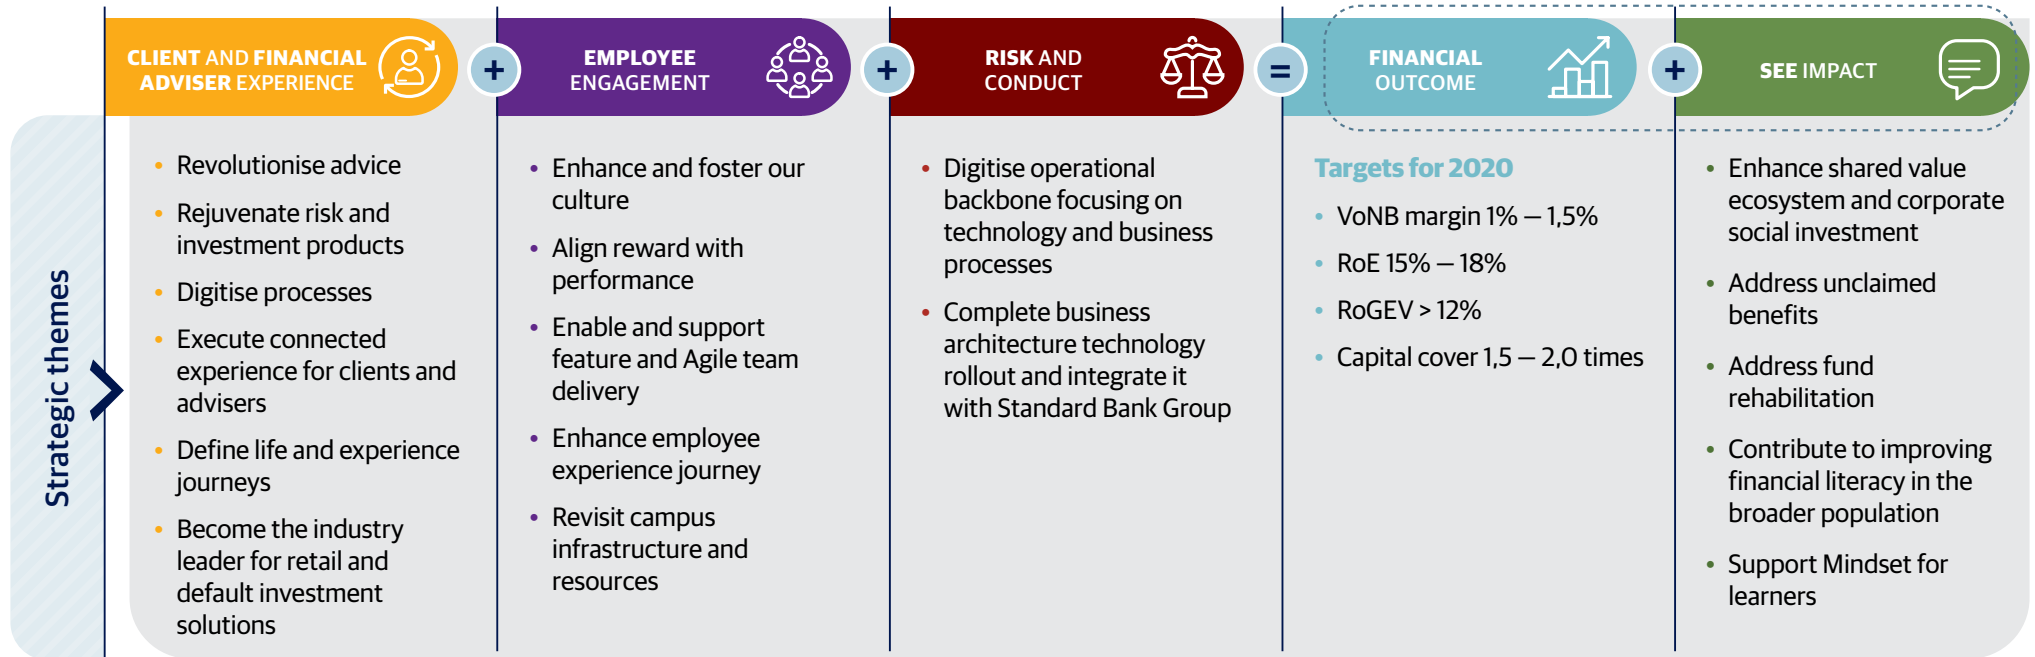 Strategic themes
CLIENT AND FINANCIAL
ADVISER EXPERIENCE
• Revolutionise advice
• Rejuvenate risk and
investment products
• Digitise processes
• Execute connected
experience for clients and
advisers
• Define life and experience
journeys
• Become the industry
leader for retail and
default investment
solutions
+
EMPLOYEE
ENGAGEMENT
• Enhance and foster our
culture
• Align reward with
performance
• Enable and support
feature and Agile team
delivery
• Enhance employee
experience journey
• Revisit campus
infrastructure and
resources
+
RISK AND
CONDUCT
• Digitise operational
backbone focusing on
technology and business
processes
• Complete business
architecture technology
rollout and integrate it
with Standard Bank Group
=
FINANCIAL
OUTCOME
Targets for 2020
• VoNB margin 1% — 1,5%
• RoE 15% — 18%
• RoGEV > 12%
• Capital cover 1,5 — 2,0 times
+
SEE IMPACT
• Enhance shared value
ecosystem and corporate
social investment
• Address unclaimed
benefits
• Address fund
rehabilitation
• Contribute to improving
financial literacy in the
broader population
• Support Mindset for
learners